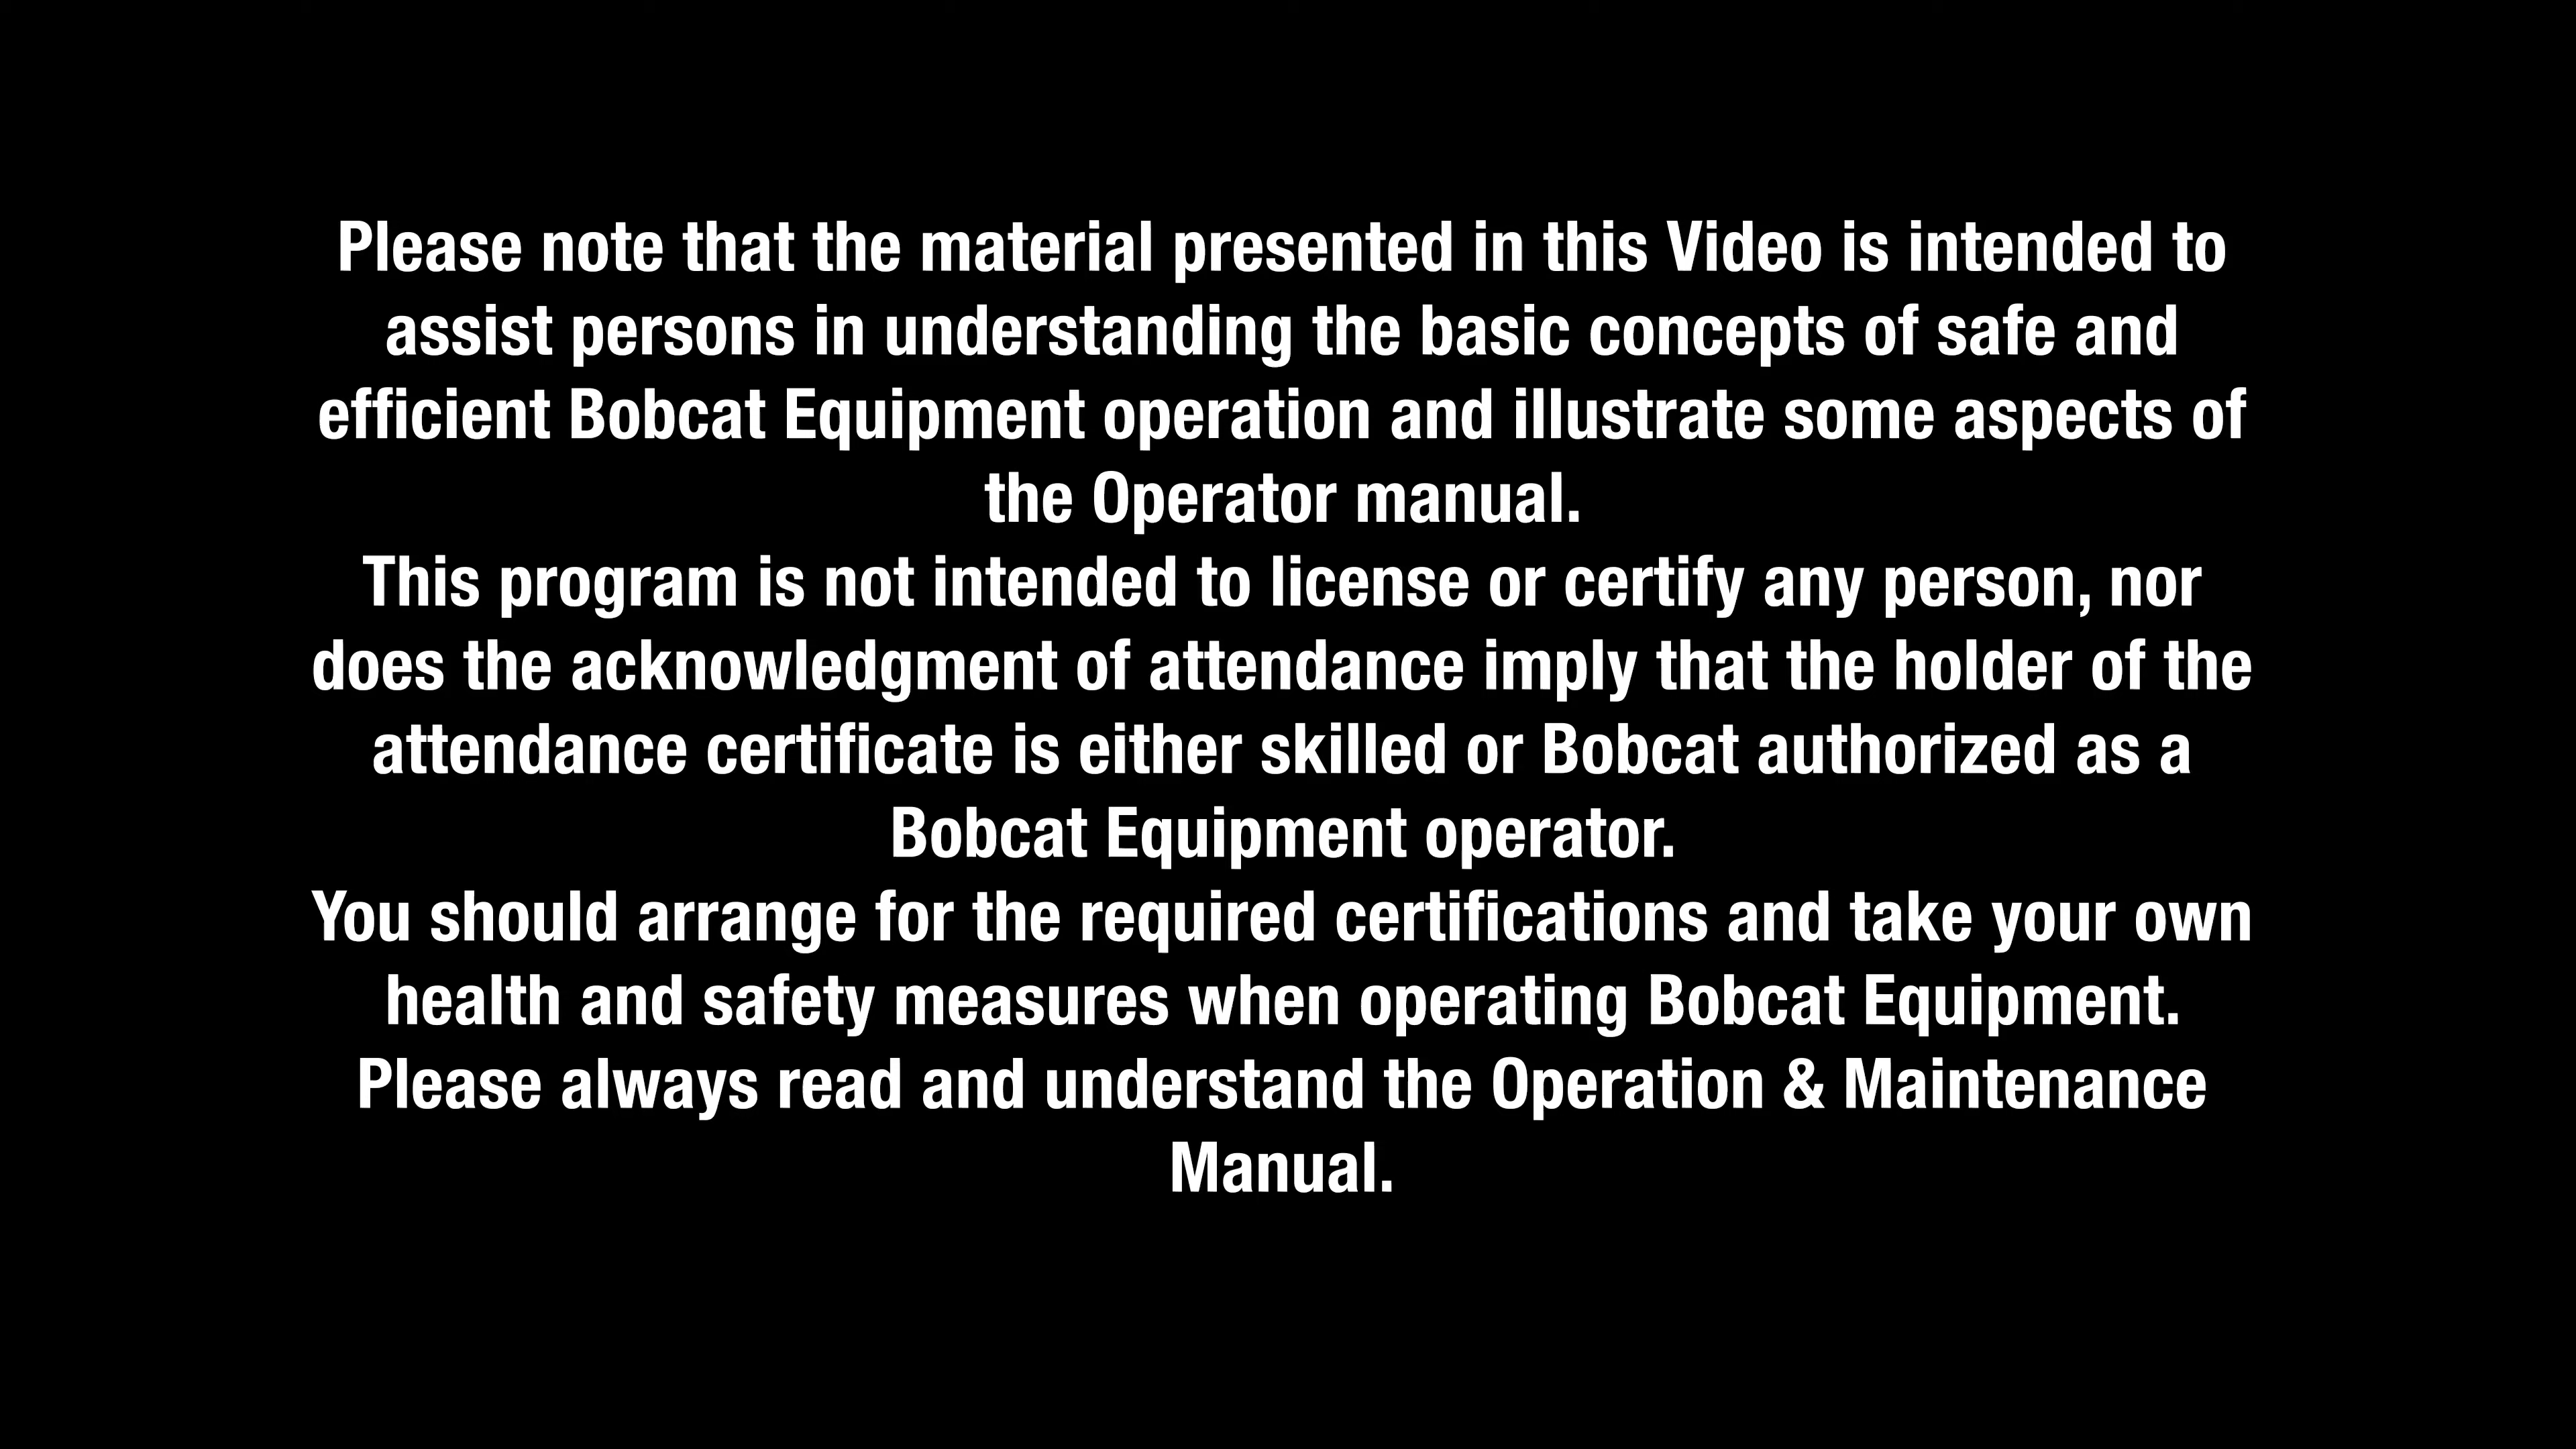 Please note that the material presented in this Video is intended to
assist persons in understanding the basic concepts of safe and
efficient Bobcat Equipment operation and illustrate some aspects of
the Operator manual.
This program is not intended to license or certify any person, nor
does the acknowledgment of attendance imply that the holder of the
attendance certificate is either skilled or Bobcat authorized as a
Bobcat Equipment operator.
You should arrange for the required certifications and take your own
health and safety measures when operating Bobcat Equipment.
Please always read and understand the Operation & Maintenance
Manual.